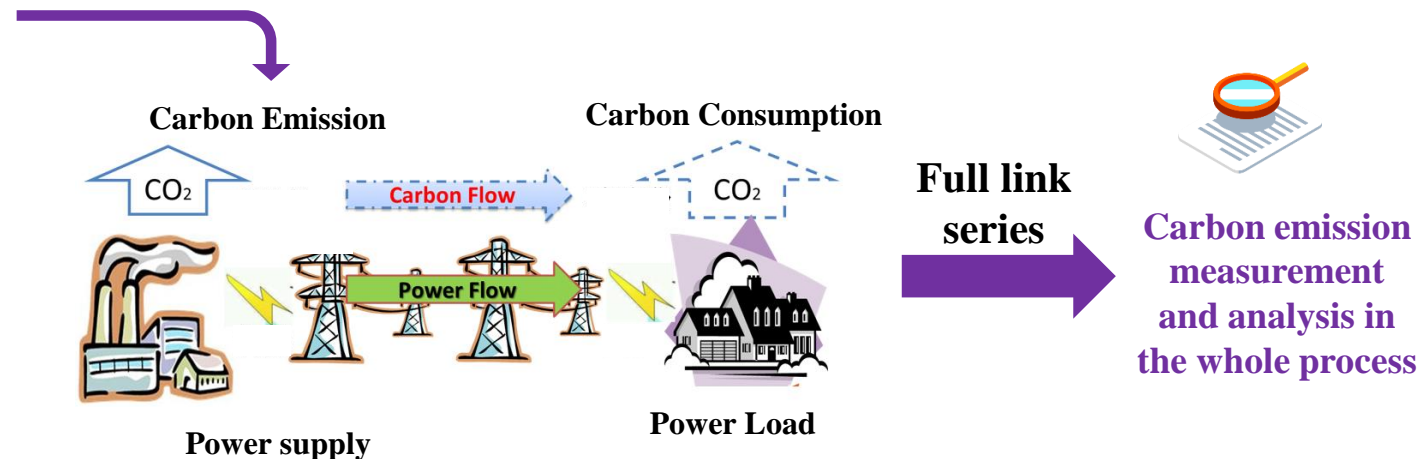 Carbon Emission
Carbon Consumption
CO₂
Carbon Flow
CO₂
Power Flow
Power supply
Power Load
Full link
series
Carbon emission
measurement
and analysis in
the whole process